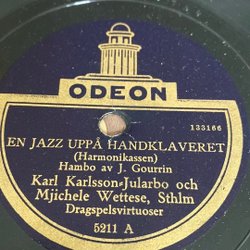 ODEON
133166
EN JAZZ UPPÅ HANDKLAVERET
(Harmonikassen)
Hambo av J. Gourrin
Karl Karlsson-Jularbo och
Mjichele Wettese, Sthlm
Dragspelsvirtuoser
5211 A